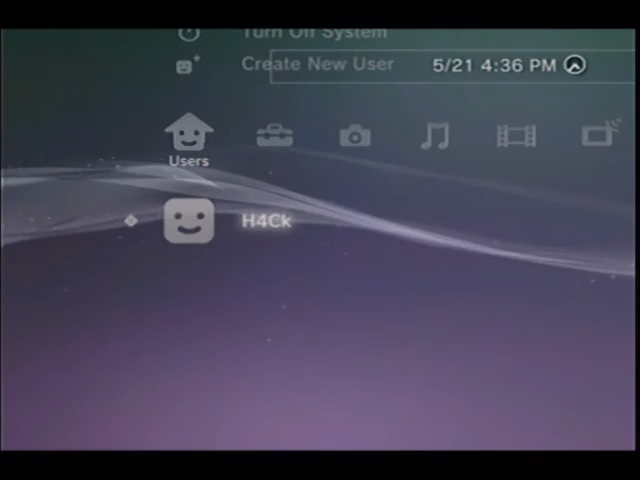 Turn Off System
Create New User
5/21 4:36 PM
Users
H4Ck